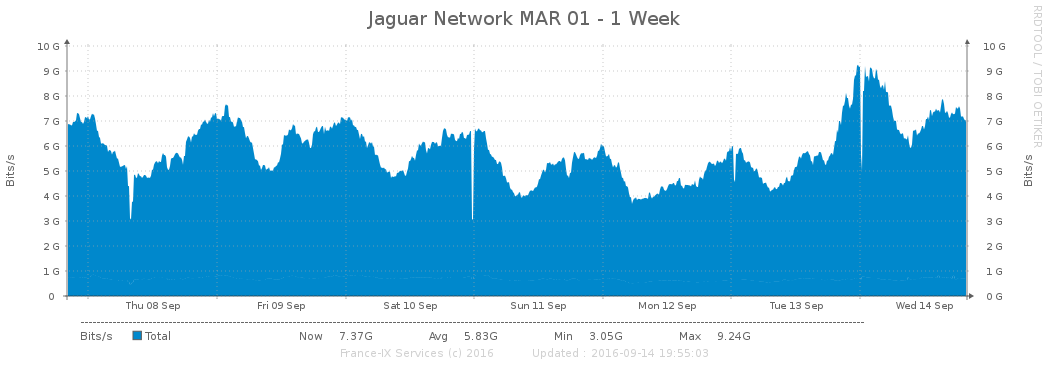 Jaguar Network MAR 01 - 1 Week
RRDTOOL / TOBI OETIKER
Bits/s
10 G 10 G
9 G 9 G
8 G 8 G
7 G 7 G
6 G 6 G
5 G 5 G
4 G 4 G
3 G 3 G
2 G 2 G
1 G 1 G
0 0 G
Bits/s
Thu 08 Sep Fri 09 Sep Sat 10 Sep Sun 11 Sep Mon 12 Sep Tue 13 Sep Wed 14 Sep
Bits/s Total Now 7.37G Avg 5.83G Min 3.05G Max 9.24G
France-IX Services (c) 2016 Updated : 2016-09-14 19:55:03